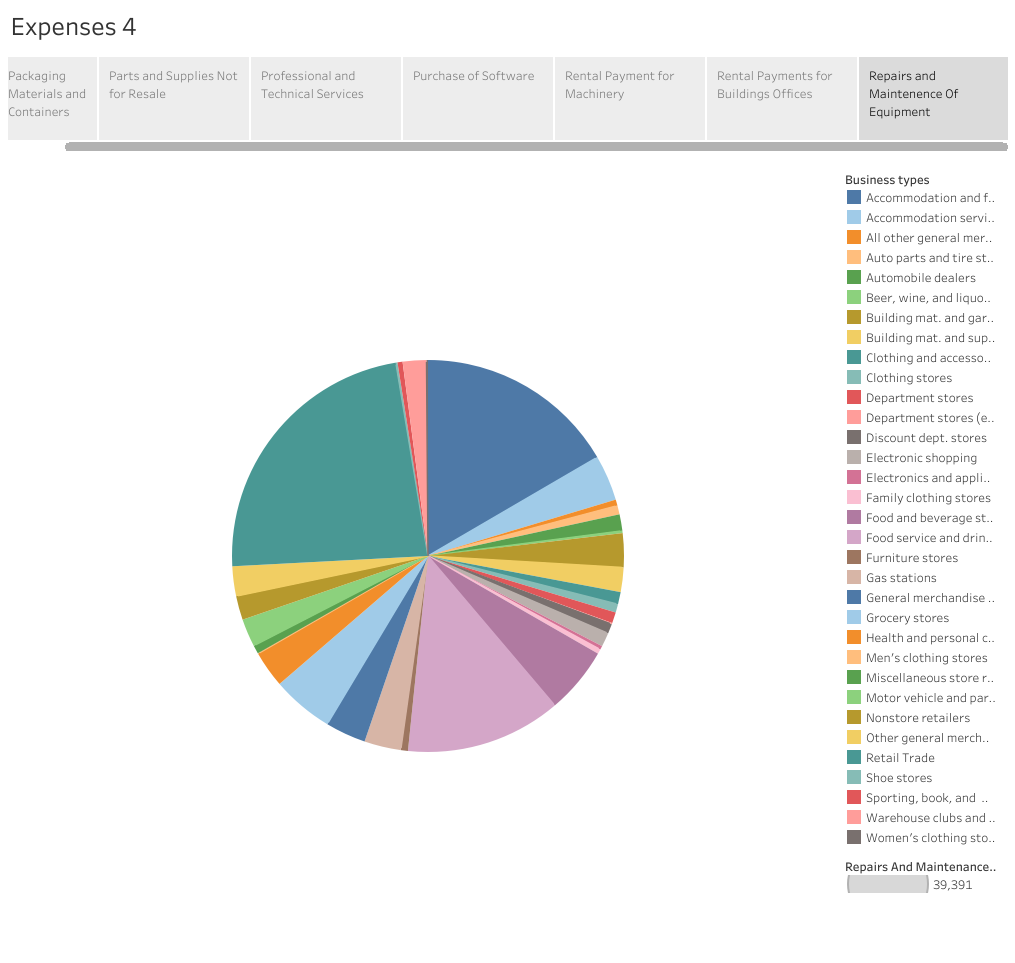 Expenses 4
Packaging
Materials and
Containers
Parts and Supplies Not
for Resale
Professional and
Technical Services
Purchase of Software
Rental Payment for
Machinery
Rental Payments for
Buildings Offices
Repairs and
Maintenence Of
Equipment
Business types
Accommodation and f..
Accommodation servi..
All other general mer..
Auto parts and tire st..
Automobile dealers
Beer, wine, and liquo..
Building mat. and gar..
Building mat. and sup..
Clothing and accesso..
Clothing stores
Department stores
Department stores (e..
Discount dept. stores
Electronic shopping
Electronics and appli..
Family clothing stores
Food and beverage st..
Food service and drin..
Furniture stores
Gas stations
General merchandise ..
Grocery stores
Health and personal c..
Men's clothing stores
Miscellaneous store r..
Motor vehicle and par..
Nonstore retailers
Other general merch..
Retail Trade
Shoe stores
Sporting, book, and ..
Warehouse clubs and ..
Women's clothing sto..
Repairs And Maintenance..
39,391